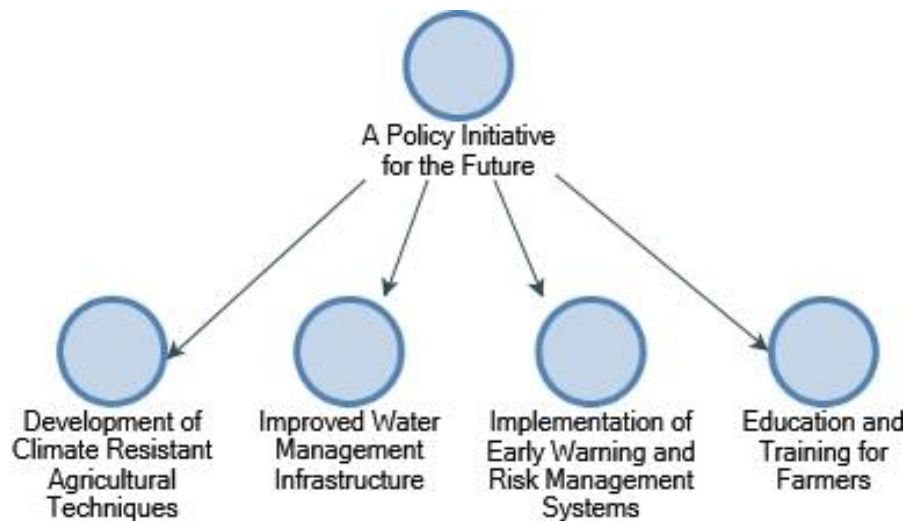 A Policy Initiative
for the Future
Development of
Climate Resistant
Agricultural
Techniques
Improved Water
Management
Infrastructure
Implementation of
Early Warning and
Risk Management
Systems
Education and
Training for
Farmers